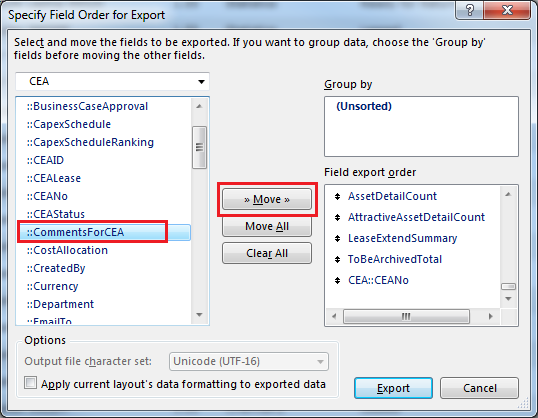 Specify Field Order for Export
Select and move the fields to be exported. If you want to group data, choose the 'Group by'
fields before moving the other fields.
CEA
::BusinessCaseApproval
::CapexSchedule
::CapexScheduleRanking
::CEAID
::CEALease
::CEANo
::CEAStatus
::CommentsForCEA
::CostAllocation
::CreatedBy
::Currency
::Department
::EmailTo
» Move »
Move All
Clear All
Group by
(Unsorted)
Field export order
AssetDetailCount
AttractiveAssetDetailCount
LeaseExtendSummary
ToBeArchivedTotal
CEA::CEANo
Options
Output file character set: Unicode (UTF-16)
Apply current layout's data formatting to exported data
Export
Cancel